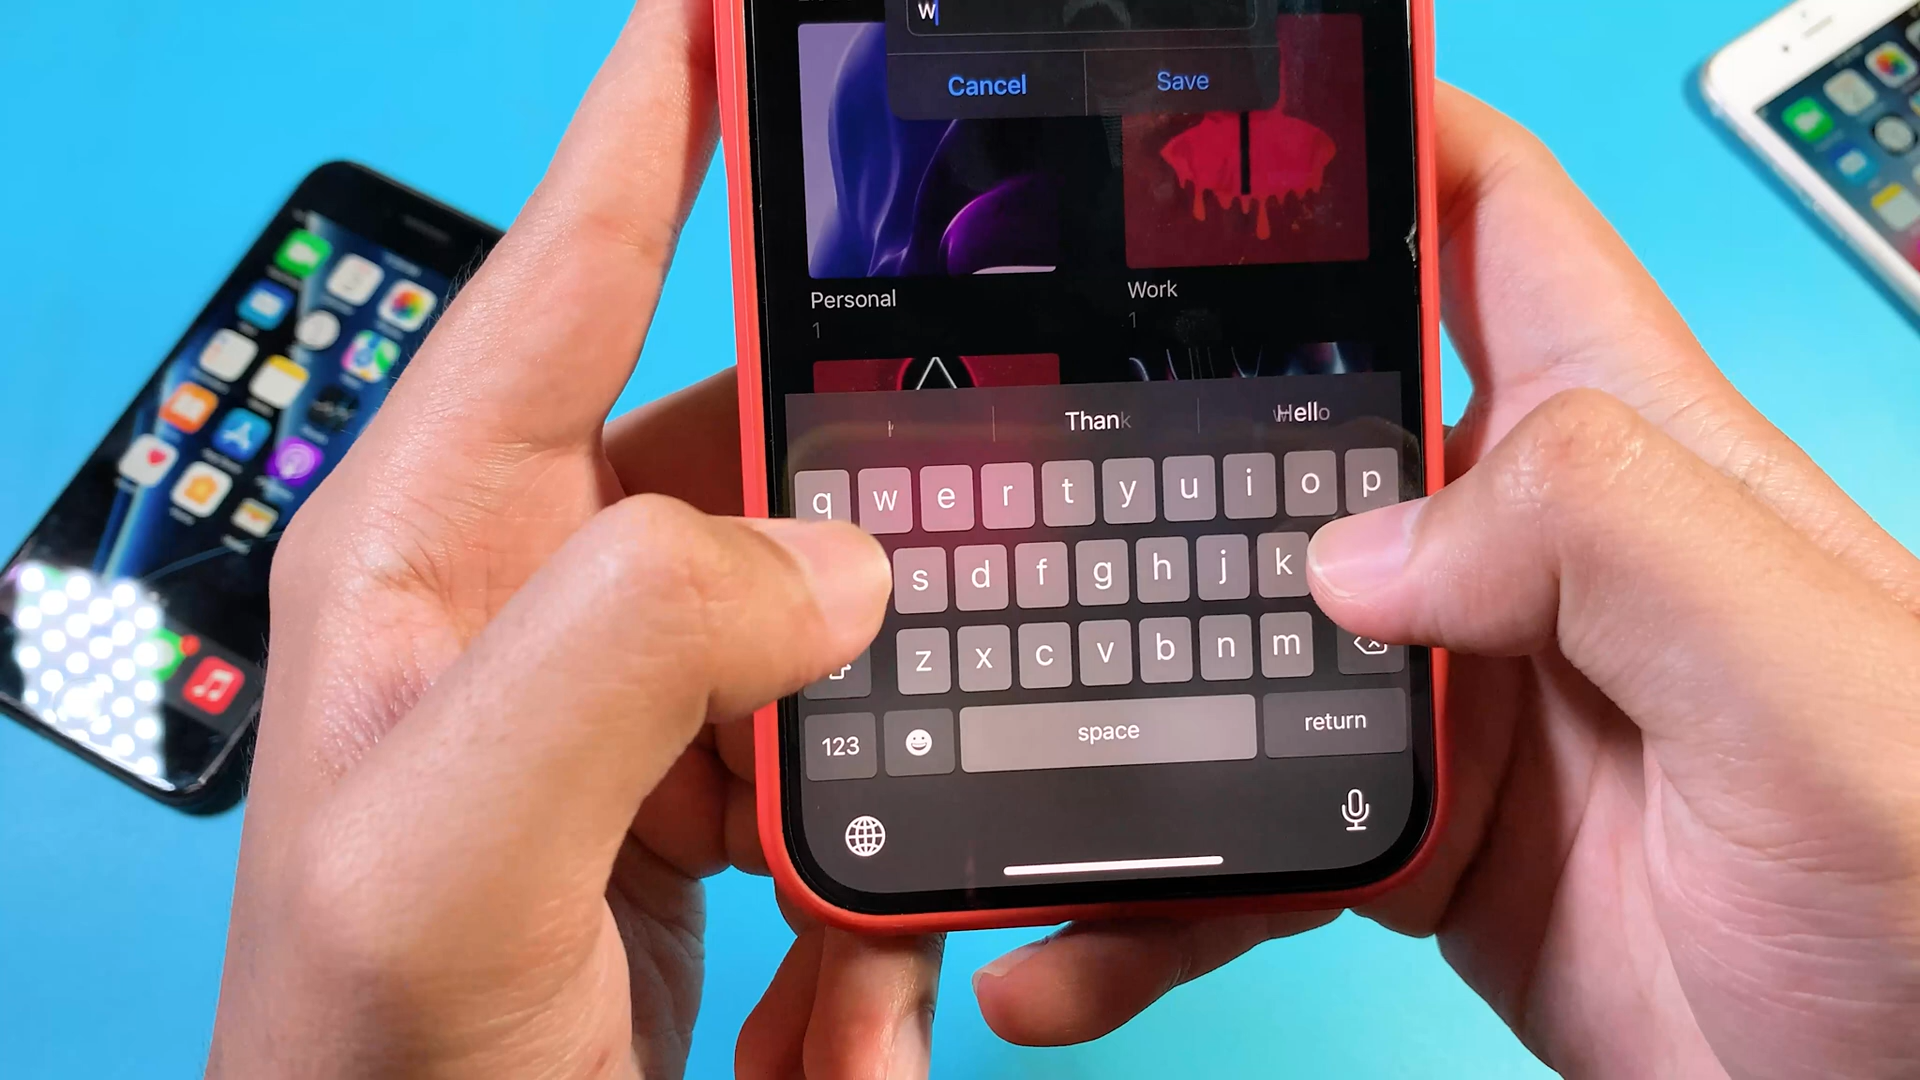 w
Cancel Save
Personal Work
1 1
Thank Hello
q w e r t y u i o p
s d f g h j k
z x c v b n m
123 space return